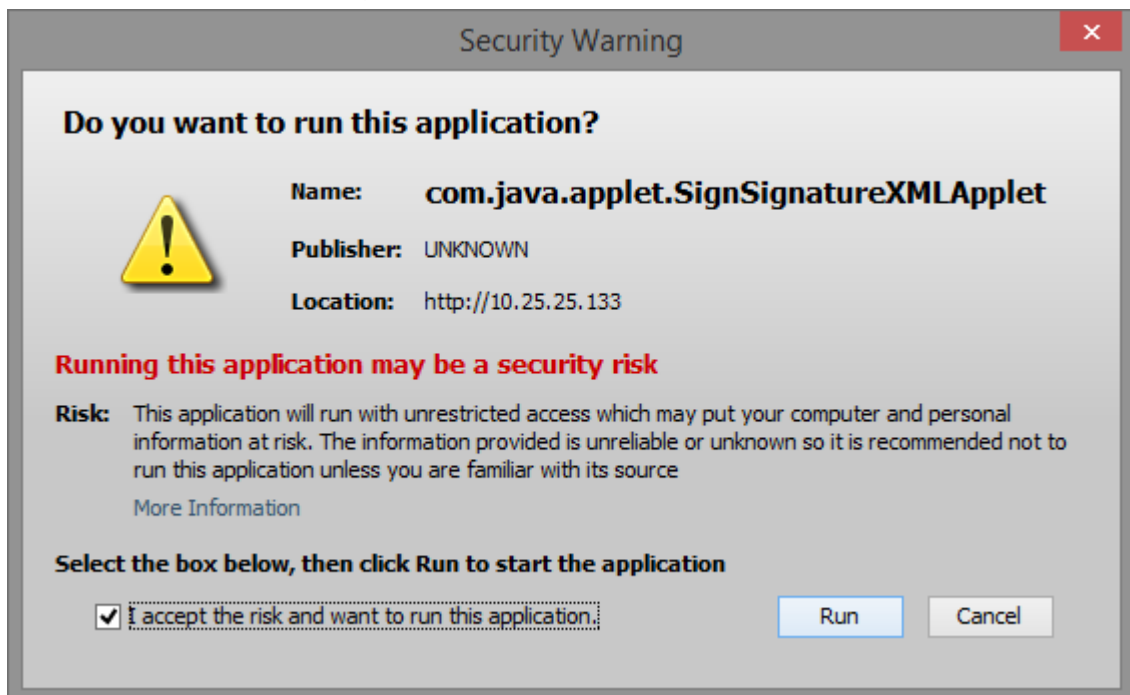 Security Warning
Do you want to run this application?
Name: com.java.applet.SignSignatureXMLApplet
Publisher: UNKNOWN
Location: http://10.25.25.133
Running this application may be a security risk
Risk: This application will run with unrestricted access which may put your computer and personal
information at risk. The information provided is unreliable or unknown so it is recommended not to
run this application unless you are familiar with its source
More Information
Select the box below, then click Run to start the application
I accept the risk and want to run this application.
Run Cancel